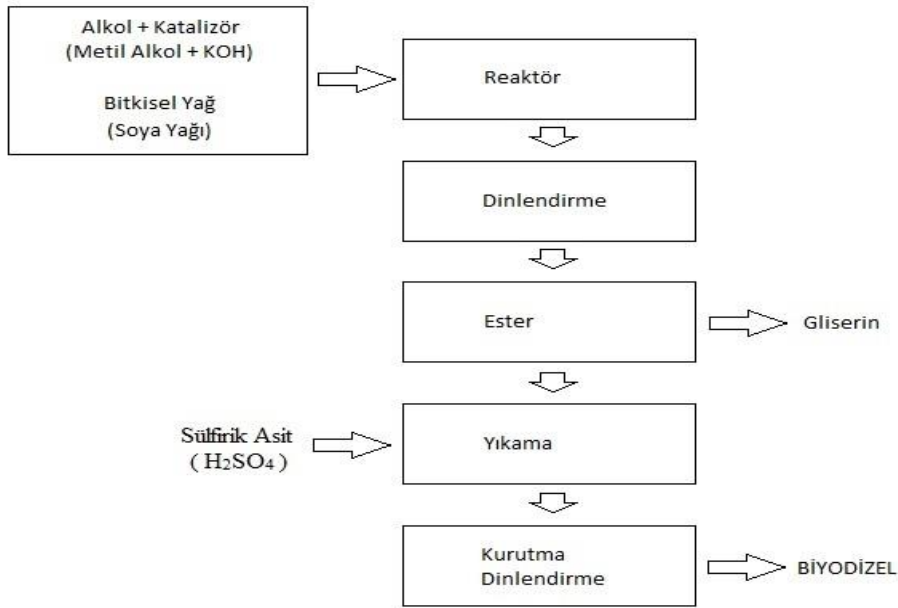 Alkol + Katalizör
(Metil Alkol + KOH)
Bitkisel Yağ
(Soya Yağı)
Reaktör
Dinlendirme
Ester
Gliserin
Sülfirik Asit
( H₂SO₄ )
Yıkama
Kurutma
Dinlendirme
BİYODİZEL